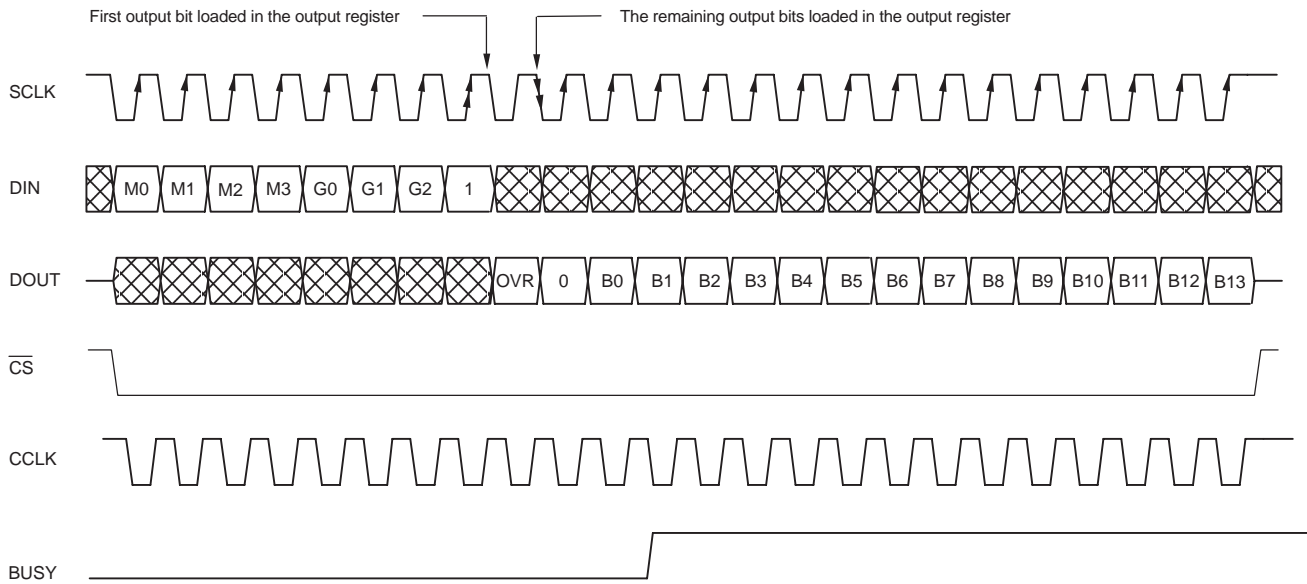 First output bit loaded in the output register
The remaining output bits loaded in the output register
SCLK
DIN M0 M1 M2 M3 G0 G1 G2 1
DOUT OVR 0 B0 B1 B2 B3 B4 B5 B6 B7 B8 B9 B10 B11 B12 B13
CS
CCLK
BUSY